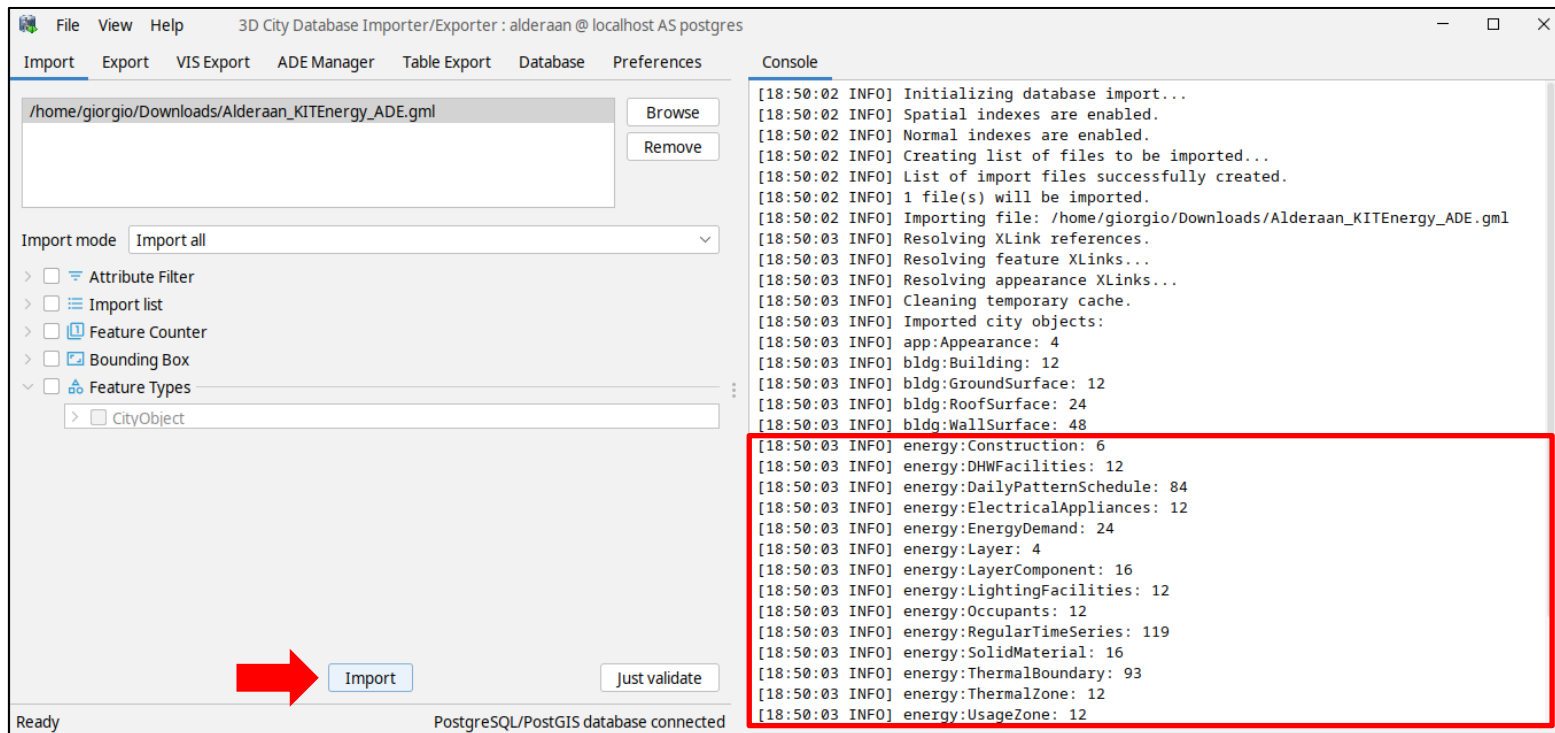 File View Help 3D City Database Importer/Exporter : alderaan @ localhost AS postgres
Import Export VIS Export ADE Manager Table Export Database Preferences
/home/giorgio/Downloads/Alderaan_KITEnergy_ADE.gml
Browse
Remove
Import mode Import all
Attribute Filter
Import list
Feature Counter
Bounding Box
Feature Types
CityObject
Import
Just validate
Ready PostgreSQL/PostGIS database connected
Console
[18:50:02 INFO] Initializing database import...
[18:50:02 INFO] Spatial indexes are enabled.
[18:50:02 INFO] Normal indexes are enabled.
[18:50:02 INFO] Creating list of files to be imported...
[18:50:02 INFO] List of import files successfully created.
[18:50:02 INFO] 1 file(s) will be imported.
[18:50:02 INFO] Importing file: /home/giorgio/Downloads/Alderaan_KITEnergy_ADE.gml
[18:50:03 INFO] Resolving XLink references.
[18:50:03 INFO] Resolving feature XLinks...
[18:50:03 INFO] Resolving appearance XLinks...
[18:50:03 INFO] Cleaning temporary cache.
[18:50:03 INFO] Imported city objects:
[18:50:03 INFO] app:Appearance: 4
[18:50:03 INFO] bldg:Building: 12
[18:50:03 INFO] bldg:GroundSurface: 12
[18:50:03 INFO] bldg:RoofSurface: 24
[18:50:03 INFO] bldg:WallSurface: 48
[18:50:03 INFO] energy:Construction: 6
[18:50:03 INFO] energy:DHWFacilities: 12
[18:50:03 INFO] energy:DailyPatternSchedule: 84
[18:50:03 INFO] energy:ElectricalAppliances: 12
[18:50:03 INFO] energy:EnergyDemand: 24
[18:50:03 INFO] energy:Layer: 4
[18:50:03 INFO] energy:LayerComponent: 16
[18:50:03 INFO] energy:LightingFacilities: 12
[18:50:03 INFO] energy:Occupants: 12
[18:50:03 INFO] energy:RegularTimeSeries: 119
[18:50:03 INFO] energy:SolidMaterial: 16
[18:50:03 INFO] energy:ThermalBoundary: 93
[18:50:03 INFO] energy:ThermalZone: 12
[18:50:03 INFO] energy:UsageZone: 12